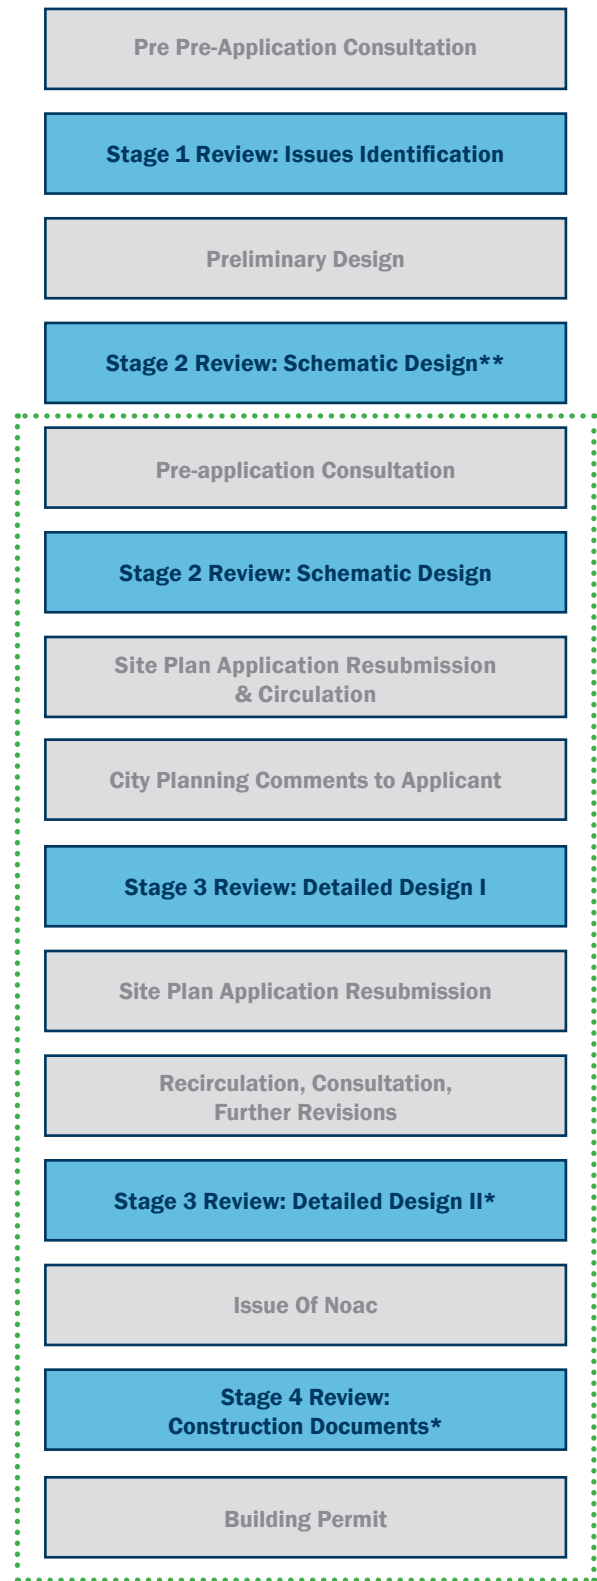 Pre Pre-Application Consultation
Stage 1 Review: Issues Identification
Preliminary Design
Stage 2 Review: Schematic Design**
Pre-application Consultation
Stage 2 Review: Schematic Design
Site Plan Application Resubmission
& Circulation
City Planning Comments to Applicant
Stage 3 Review: Detailed Design I
Site Plan Application Resubmission
Recirculation, Consultation,
Further Revisions
Stage 3 Review: Detailed Design II*
Issue Of Noac
Stage 4 Review:
Construction Documents*
Building Permit